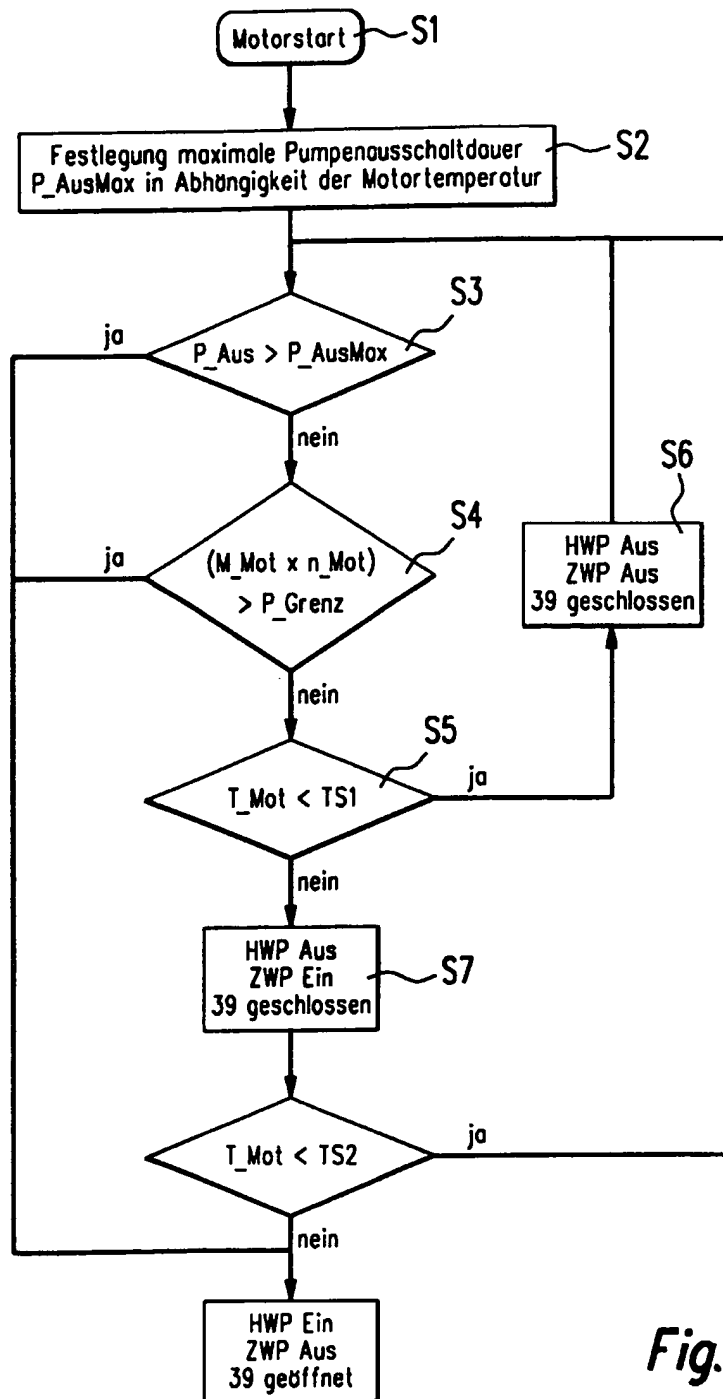 Motorstart
S1
Festlegung maximale Pumpenausschaltdauer
P_AusMax in Abhängigkeit der Motortemperatur
S2
S3
ja
P_Aus > P_AusMax
nein
S4
ja
(M_Mot x n_Mot)
> P_Grenz
S6
HWP Aus
ZWP Aus
39 geschlossen
nein
S5
T_Mot < TS1
ja
nein
HWP Aus
ZWP Ein
39 geschlossen
S7
T_Mot < TS2
ja
nein
HWP Ein
ZWP Aus
39 geöffnet
Fig.